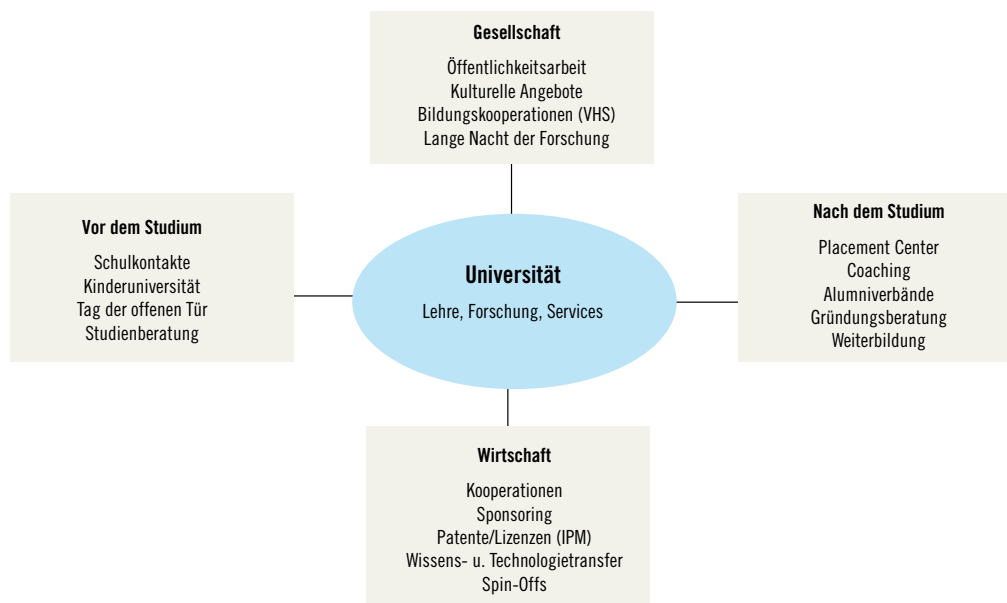 Gesellschaft
Öffentlichkeitsarbeit
Kulturelle Angebote
Bildungskooperationen (VHS)
Lange Nacht der Forschung
Vor dem Studium
Schulkontakte
Kinderuniversität
Tag der offenen Tür
Studienberatung
Universität
Lehre, Forschung, Services
Nach dem Studium
Placement Center
Coaching
Alumniverbände
Gründungsberatung
Weiterbildung
Wirtschaft
Kooperationen
Sponsoring
Patente/Lizenzen (IPM)
Wissens- u. Technologietransfer
Spin-Offs